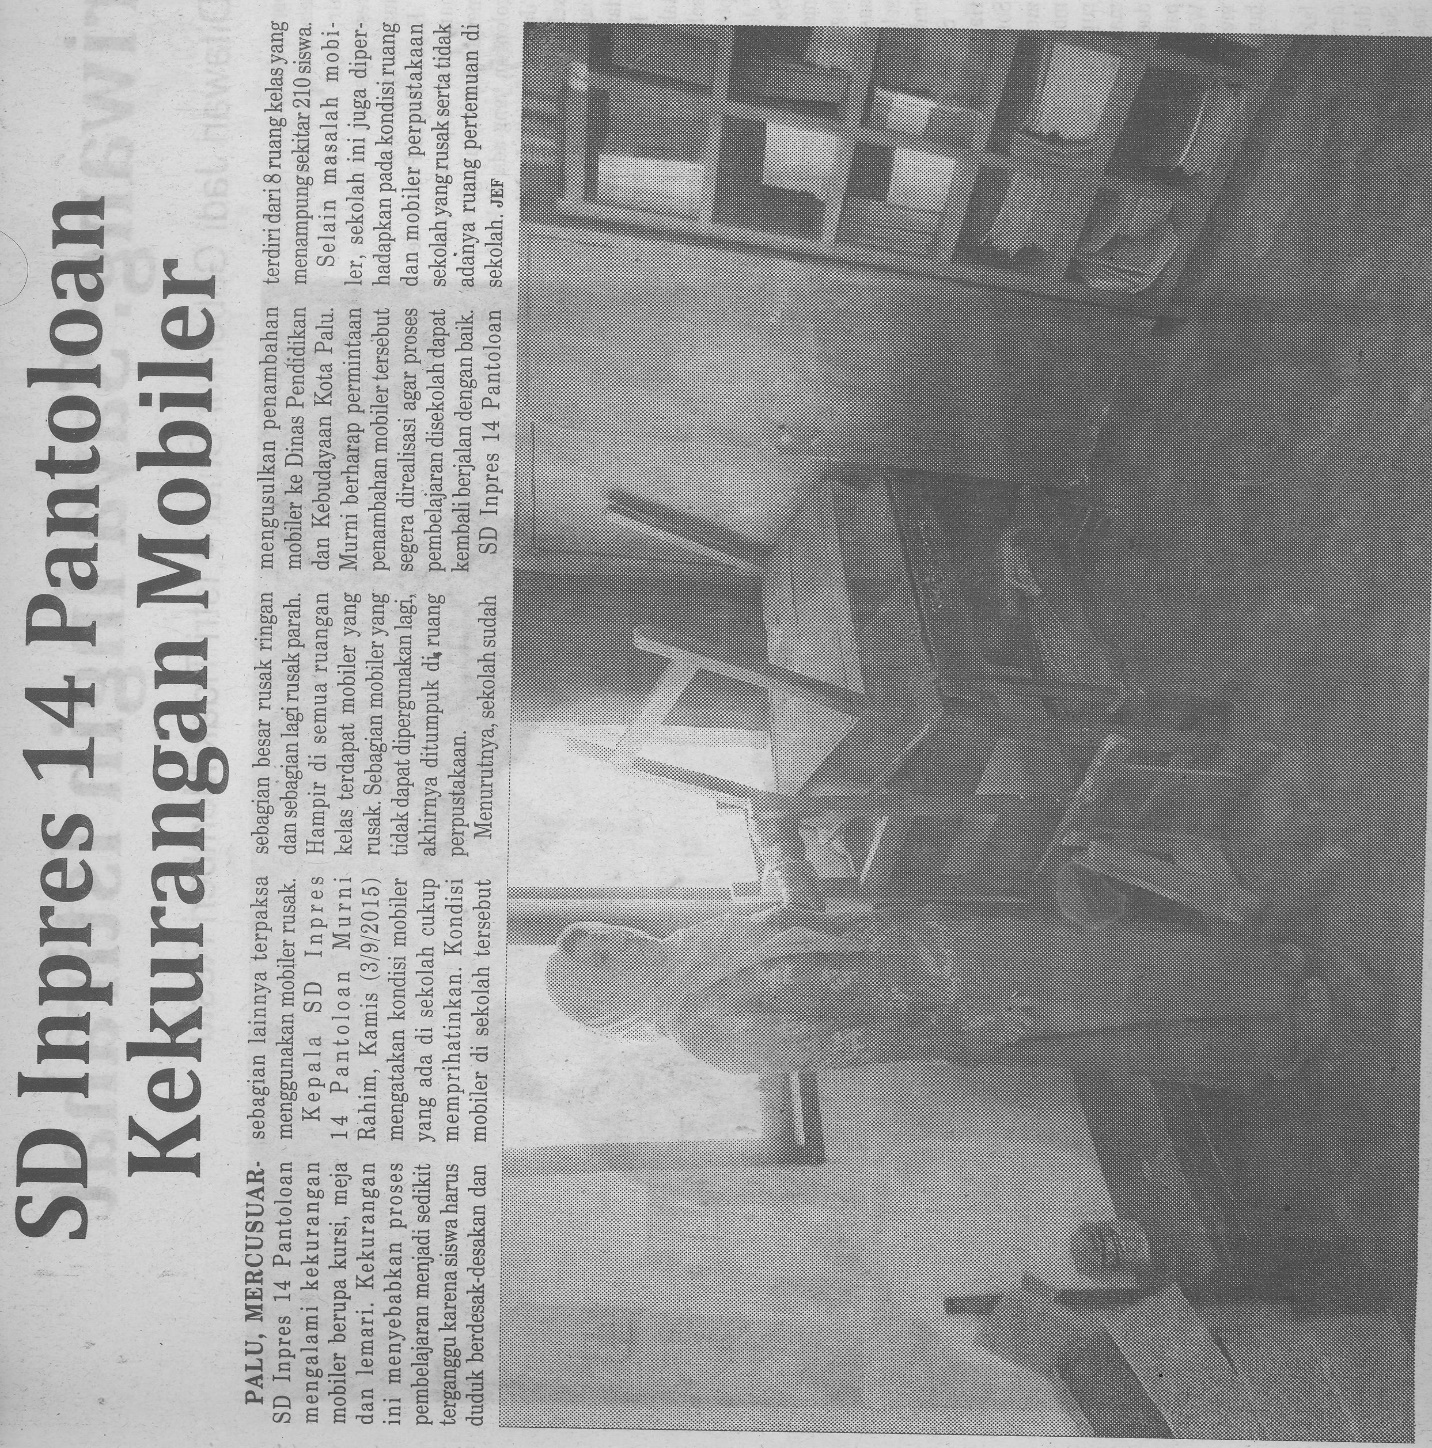 SD Inpres 14 Pantoloan
Kekurangan Mobiler
PALU, MERCUSUAR-
SD Inpres 14 Pantoloan
mengalami kekurangan
mobiler berupa kursi, meja
dan lemari. Kekurangan
ini menyebabkan proses
pembelajaran menjadi sedikit
terganggu karena siswa harus
duduk berdesak-desakan dan
sebagian lainnya terpaksa
menggunakan mobiler rusak.
Kepala SD Inpres
14 Pantoloan Murni
Rahim, Kamis (3/9/2015)
mengatakan kondisi mobiler
yang ada di sekolah cukup
memprihatinkan. Kondisi
mobiler di sekolah tersebut
sebagian besar rusak ringan
dan sebagian lagi rusak parah.
Hampir di semua ruangan
kelas terdapat mobiler yang
rusak. Sebagian mobiler yang
tidak dapat dipergunakan lagi,
akhirnya ditumpuk di ruang
perpustakaan.
Menurutnya, sekolah sudah
mengusulkan penambahan
mobiler ke Dinas Pendidikan
dan Kebudayaan Kota Palu.
Murni berharap permintaan
penambahan mobiler tersebut
segera direalisasi agar proses
pembelajaran disekolah dapat
kembali berjalan dengan baik.
SD Inpres 14 Pantoloan
terdiri dari 8 ruang kelas yang
menampung sekitar 210 siswa.
Selain masalah mobi-
ler, sekolah ini juga diper-
hadapkan pada kondisi ruang
dan mobiler perpustakaan
sekolah yang rusak serta tidak
adanya ruang pertemuan di
sekolah. JEF